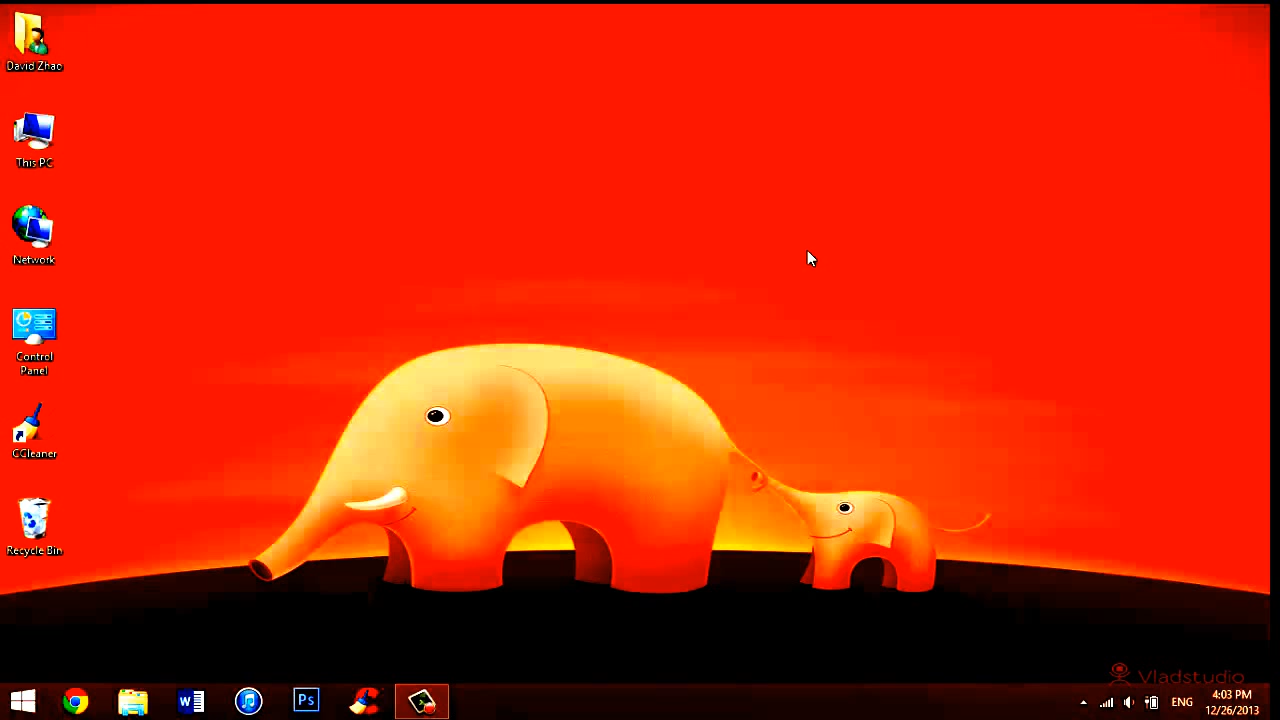 David Zhao
This PC
Network
Control
Panel
CCleaner
Recycle Bin
Vladstudio
W
Ps
ENG
4:03 PM
12/26/2013